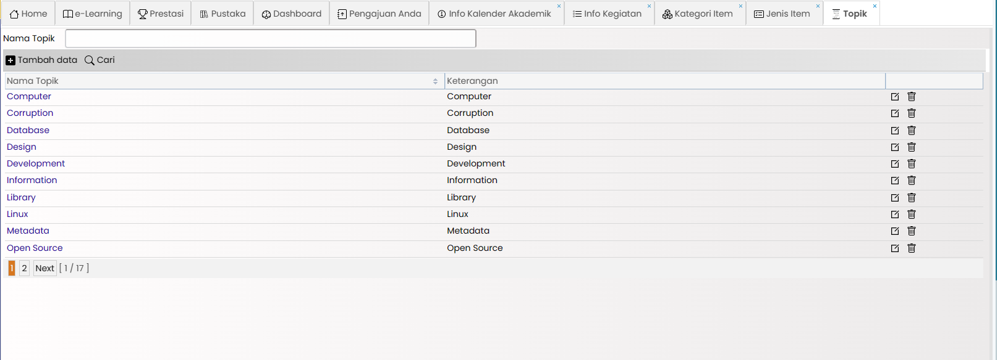 Home e-Learning Prestasi Pustaka Dashboard Pengajuan Anda Info Kalender Akademik Info Kegiatan Kategori Item Jenis Item Topik
Nama Topik
Tambah data Cari
Nama Topik Keterangan
Computer Computer
Corruption Corruption
Database Database
Design Design
Development Development
Information Information
Library Library
Linux Linux
Metadata Metadata
Open Source Open Source
1 2 Next [ 1 / 17 ]